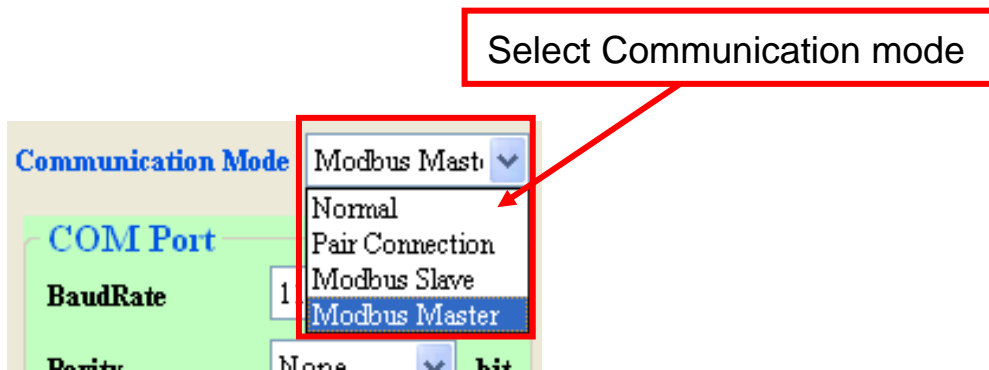 Select Communication mode
Communication Mode Modbus Mast
Normal
COM Port
Pair Connection
Modbus Slave
BaudRate 1
Modbus Master
Parity None bit